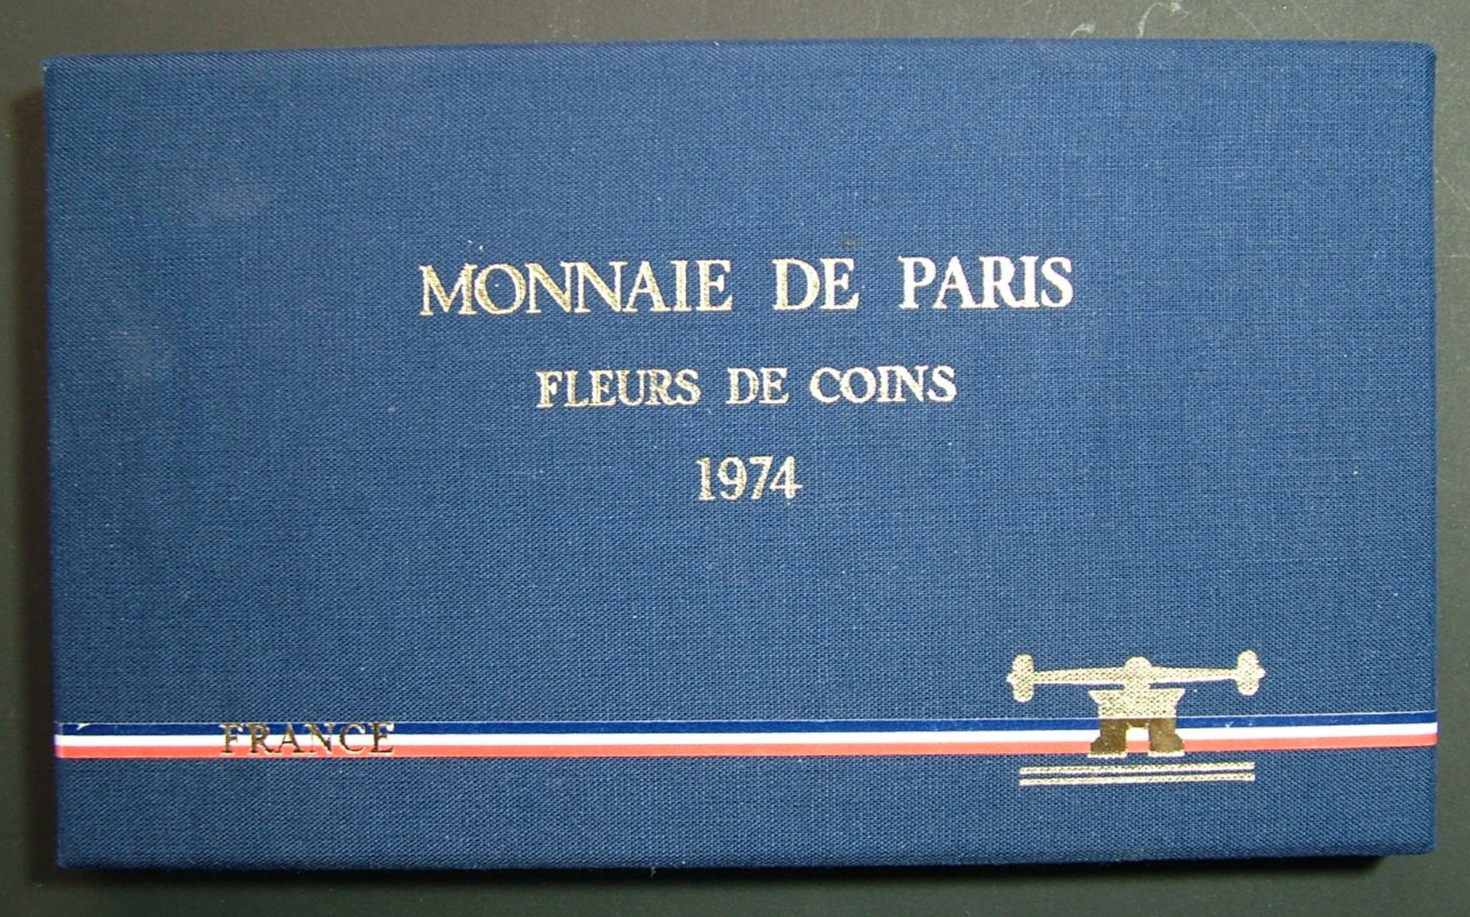 MONNAIE DE PARIS
FLEURS DE COINS
1974
FRANCE